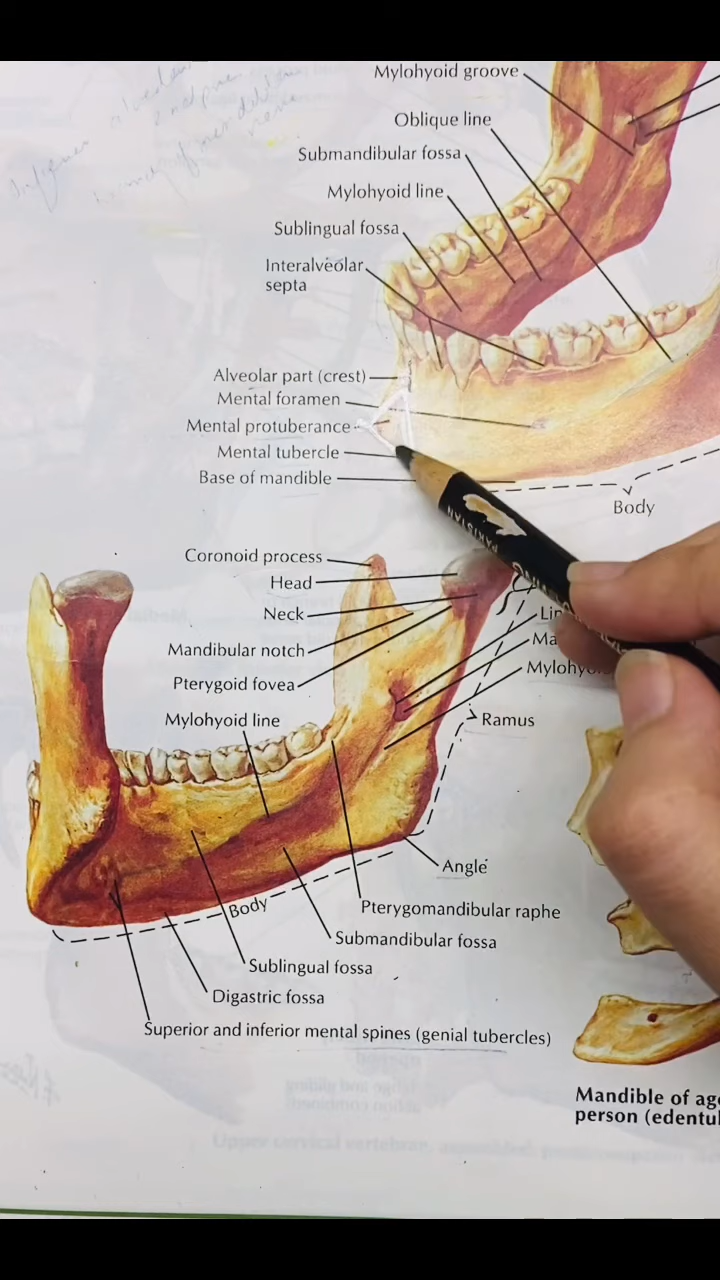 Mylohyoid groove
Oblique line
Submandibular fossa
Mylohyoid line
Sublingual fossa
Interalveolar
septa
Alveolar part (crest)
Mental foramen
Mental protuberance
Mental tubercle
Base of mandible
Body
PAKISTAN
Coronoid process
Head
Neck
Mandibular notch
Pterygoid fovea
Mylohyoid line
Ramus
Angle
Body
Pterygomandibular raphe
Submandibular fossa
Sublingual fossa
Digastric fossa
Superior and inferior mental spines (genial tubercles)
Mandible of
person